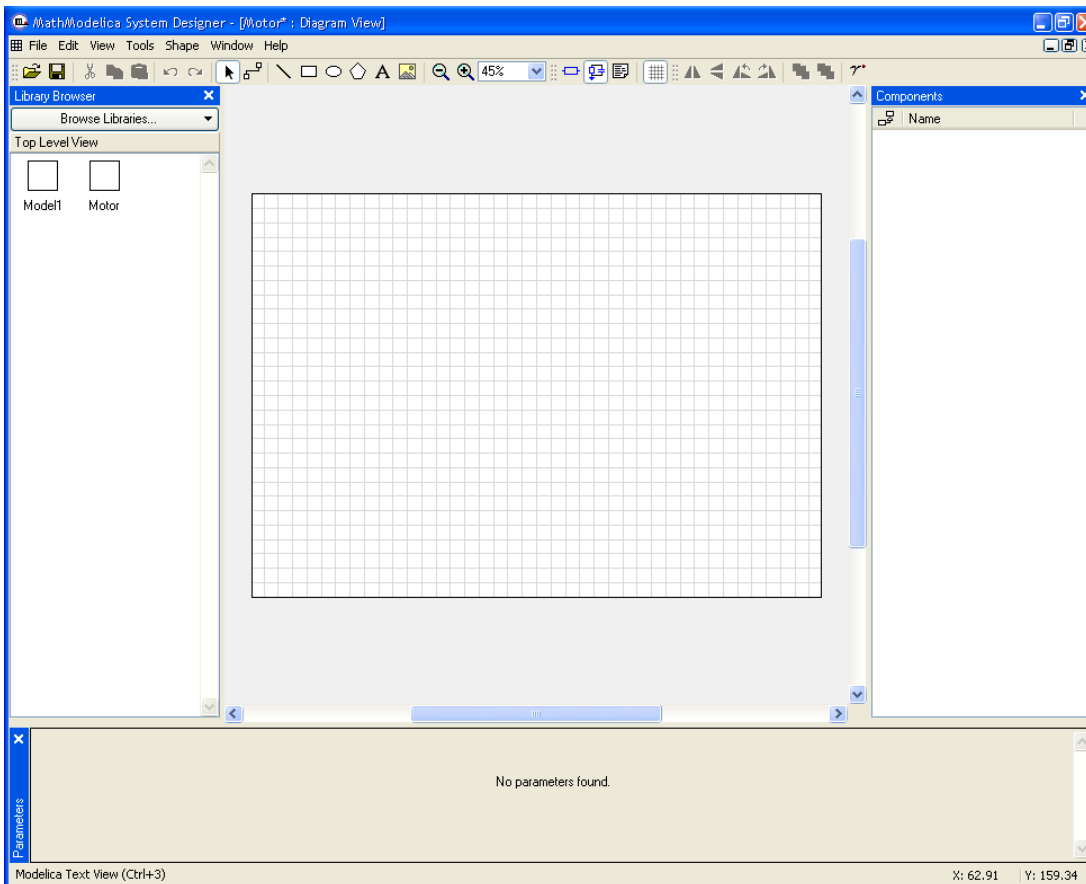 MathModelica System Designer - [Motor* : Diagram View]
File Edit View Tools Shape Window Help
A 45%
Library Browser
Components
Browse Libraries...
Name
Top Level View
Model1 Motor
No parameters found.
Parameters
Modelica Text View (Ctrl+3)
X: 62.91 Y: 159.34